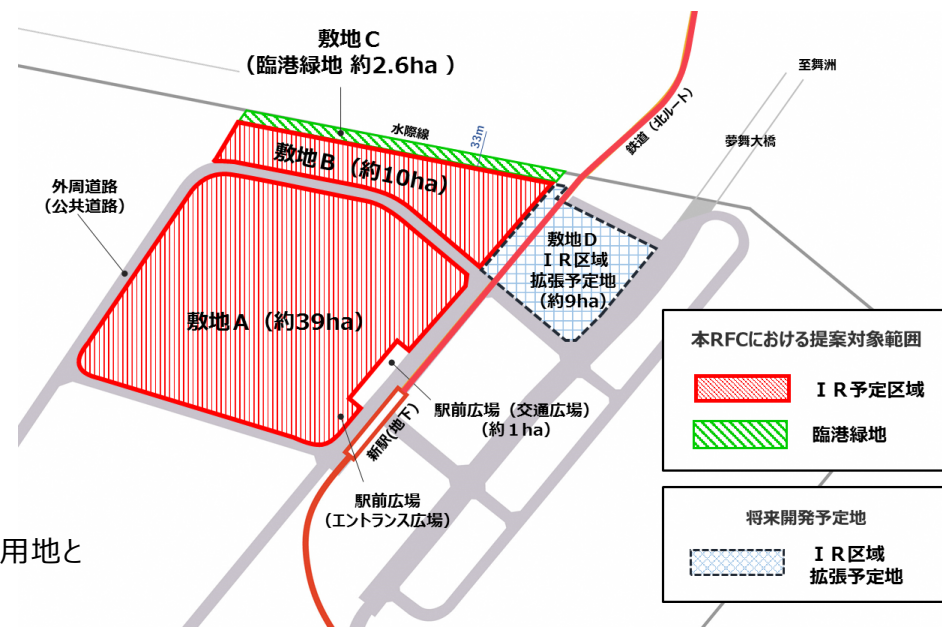 敷地C
（臨港緑地 約2.6ha ）
至舞洲
鉄道（北ルート）
水際線
33m
夢舞大橋
敷地B（約10ha）
外周道路
（公共道路）
敷地D
ＩＲ区域
拡張予定地
（約9ha）
敷地A（約39ha）
本RFCにおける提案対象範囲
ＩＲ予定区域
臨港緑地
駅前広場（交通広場）
（約１ha）
新駅(地下)
駅前広場
（エントランス広場）
将来開発予定地
ＩＲ区域
拡張予定地
用地と